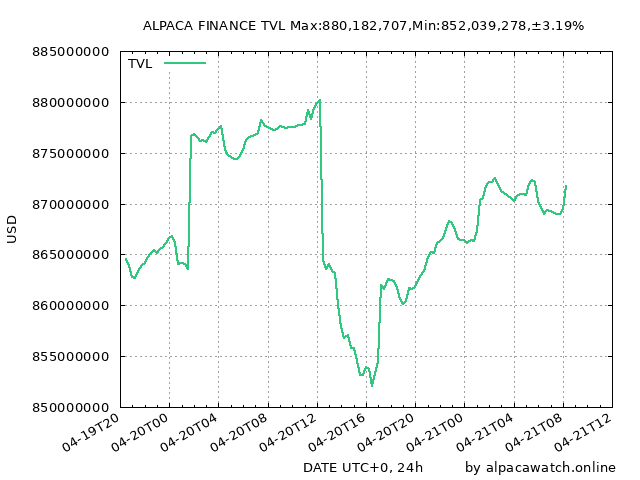 ALPACA FINANCE TVL Max:880,182,707,Min:852,039,278,±3.19%
885000000
TVL
880000000
875000000
870000000
865000000
860000000
855000000
850000000
USD
04-19T20
04-20T00
04-20T04
04-20T08
04-20T12
04-20T16
04-20T20
04-21T00
04-21T04
04-21T08
04-21T12
DATE UTC+0, 24h
by alpacawatch.online